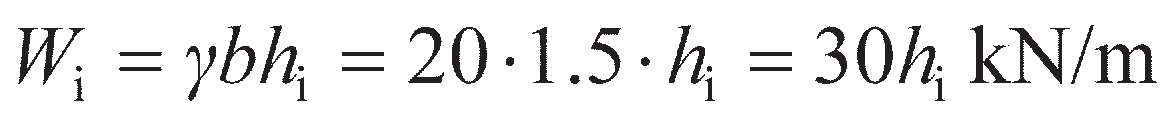 Wᵢ = γbhᵢ = 20·1.5·hᵢ = 30hᵢ kN/m